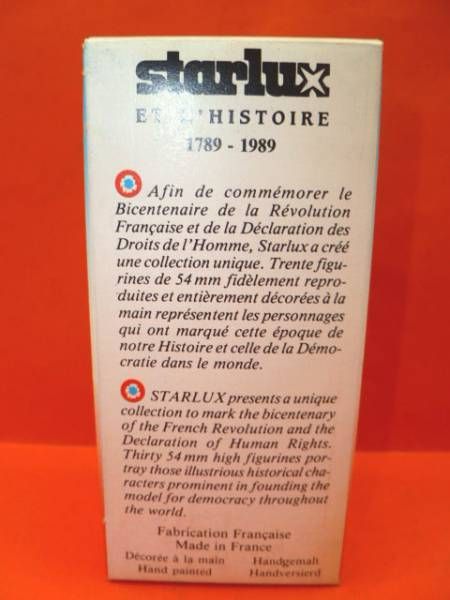 starlux
ET L'HISTOIRE
1789 - 1989
Afin de commémorer le
Bicentenaire de la Révolution
Française et de la Déclaration des
Droits de l'Homme, Starlux a créé
une collection unique. Trente figu-
rines de 54 mm fidèlement repro-
duites et entièrement décorées à la
main représentent les personnages
qui ont marqué cette époque de
notre Histoire et celle de la Démo-
cratie dans le monde.
STARLUX presents a unique
collection to mark the bicentenary
of the French Revolution and the
Declaration of Human Rights.
Thirty 54 mm high figurines por-
tray those illustrious historical cha-
racters prominent in founding the
model for democracy throughout
the world.
Fabrication Française
Made in France
Décorée à la main Handgemalt
Hand painted Handversierd